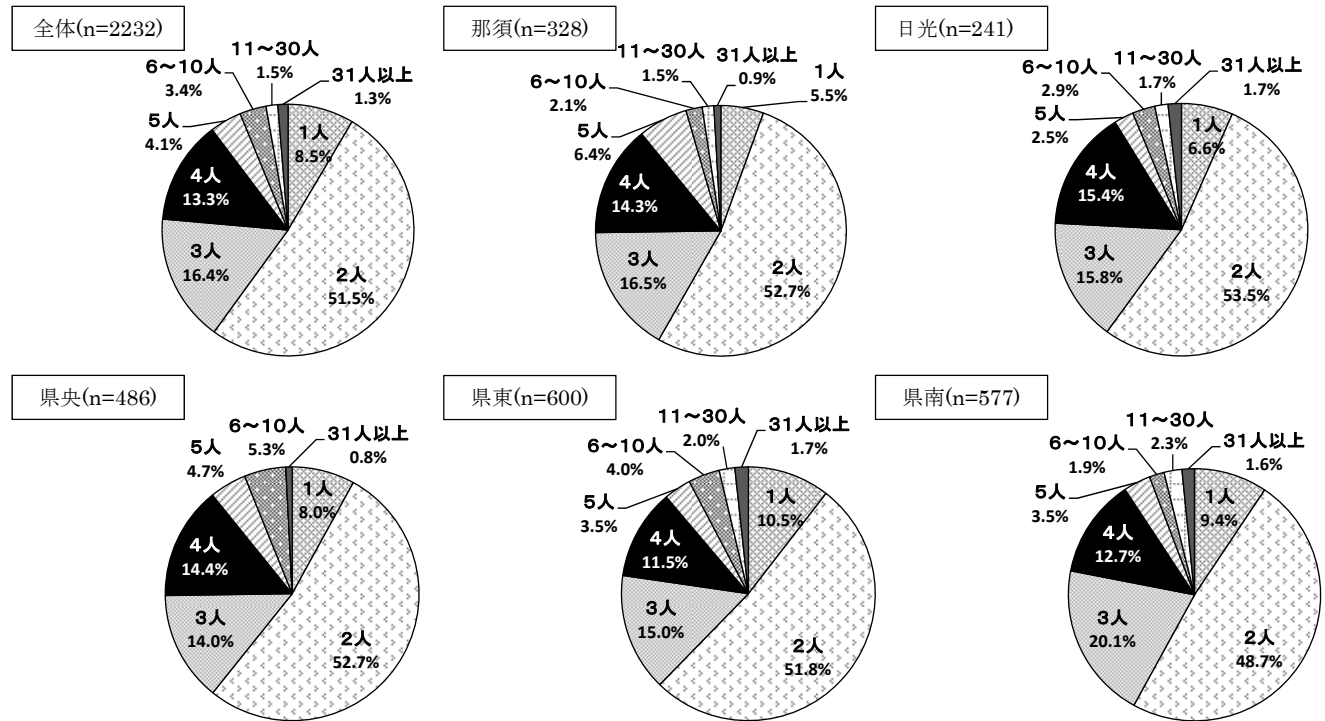 全体(n=2232)
1人
8.5%
2人
51.5%
3人
16.4%
4人
13.3%
5人
4.1%
6～10人
3.4%
11～30人
1.5%
31人以上
1.3%
那須(n=328)
1人
5.5%
2人
52.7%
3人
16.5%
4人
14.3%
5人
6.4%
6～10人
2.1%
11～30人
1.5%
31人以上
0.9%
日光(n=241)
1人
6.6%
2人
53.5%
3人
15.8%
4人
15.4%
5人
2.5%
6～10人
2.9%
11～30人
1.7%
31人以上
1.7%
県央(n=486)
1人
8.0%
2人
52.7%
3人
14.0%
4人
14.4%
5人
4.7%
6～10人
5.3%
31人以上
0.8%
県東(n=600)
1人
10.5%
2人
51.8%
3人
15.0%
4人
11.5%
5人
3.5%
6～10人
4.0%
11～30人
2.0%
31人以上
1.7%
県南(n=577)
1人
9.4%
2人
48.7%
3人
20.1%
4人
12.7%
5人
3.5%
6～10人
1.9%
11～30人
2.3%
31人以上
1.6%